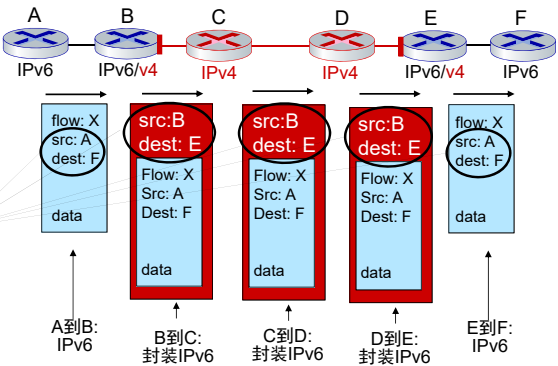 A
B
C
D
E
F
IPv6
IPv6/v4
IPv4
IPv4
IPv6/v4
IPv6
flow: X
src: A
dest: F
data
src:B
dest: E
Flow: X
Src: A
Dest: F
data
src:B
dest: E
Flow: X
Src: A
Dest: F
data
src:B
dest: E
Flow: X
Src: A
Dest: F
data
flow: X
src: A
dest: F
data
A到B:
IPv6
B到C:
封装IPv6
C到D:
封装IPv6
D到E:
封装IPv6
E到F:
IPv6